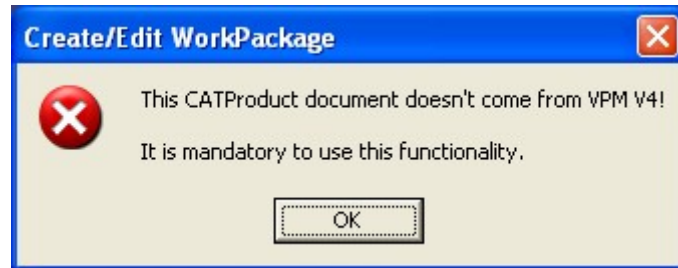 Create/Edit WorkPackage
This CATProduct document doesn't come from VPM V4!
It is mandatory to use this functionality.
OK